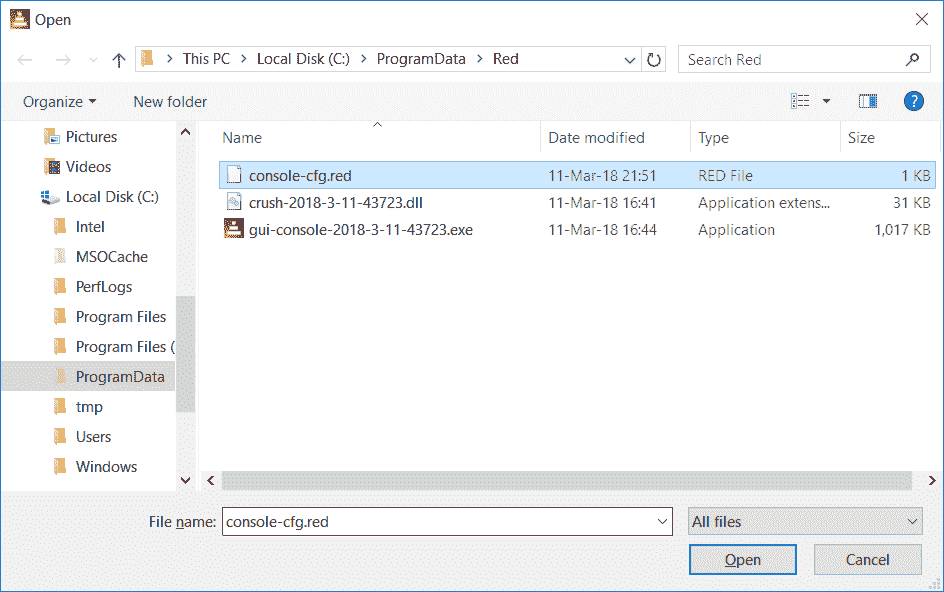 Open
This PC Local Disk (C:) ProgramData Red
Search Red
Organize New folder
?
Pictures
Videos
Local Disk (C:)
Intel
MSOCache
PerfLogs
Program Files
Program Files (
ProgramData
tmp
Users
Windows
Name Date modified Type Size
console-cfg.red 11-Mar-18 21:51 RED File 1 KB
crush-2018-3-11-43723.dll 11-Mar-18 16:41 Application extens... 31 KB
gui-console-2018-3-11-43723.exe 11-Mar-18 16:44 Application 1,017 KB
File name: console-cfg.red All files
Open Cancel